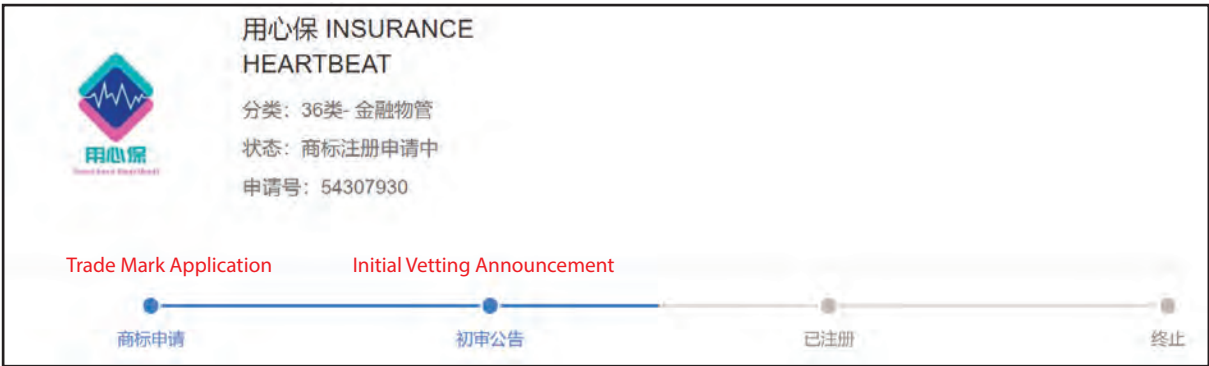 用心保 INSURANCE
HEARTBEAT
分类：36类- 金融物管
状态：商标注册申请中
申请号：54307930
用心保
Insurance Heartbeat
Trade Mark Application
Initial Vetting Announcement
商标申请
初审公告
已注册
终止